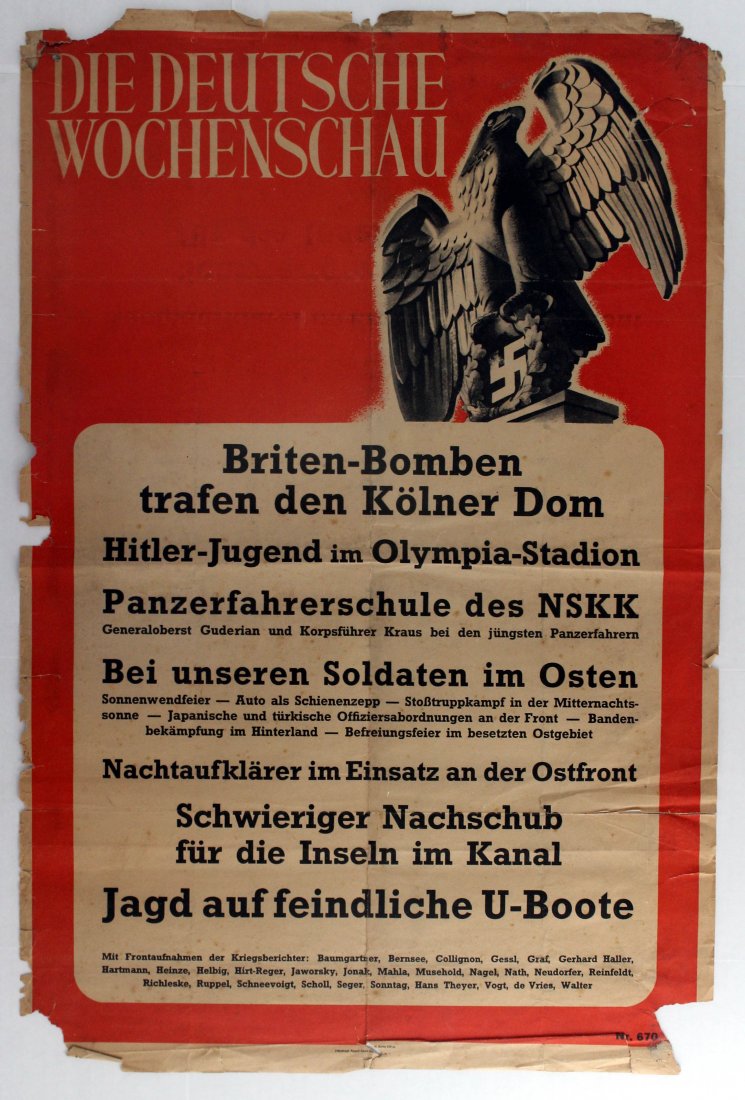 DIE DEUTSCHE
WOCHENSCHAU
Briten-Bomben
trafen den Kölner Dom
Hitler-Jugend im Olympia-Stadion
Panzerfahrerschule des NSKK
Generaloberst Guderian und Korpsführer Kraus bei den jüngsten Panzerfahrern
Bei unseren Soldaten im Osten
Sonnenwendfeier — Auto als Schienenzepp — Stoßtruppkampf in der Mitternachts-
sonne — Japanische und türkische Offiziersabordnungen an der Front — Banden-
bekämpfung im Hinterland — Befreiungsfeier im besetzten Ostgebiet
Nachtaufklärer im Einsatz an der Ostfront
Schwieriger Nachschub
für die Inseln im Kanal
Jagd auf feindliche U-Boote
Mit Frontaufnahmen der Kriegsberichter: Baumgartner, Bernsee, Collignon, Gessl, Graf, Gerhard Haller,
Hartmann, Heinze, Helbig, Hirt-Reger, Jaworsky, Jonak, Mahla, Musehold, Nagel, Nath, Neudorfer, Reinfeldt,
Richleske, Ruppel, Schneevoigt, Scholl, Seger, Sonntag, Hans Theyer, Vogt, de Vries, Walter
Nr. 670